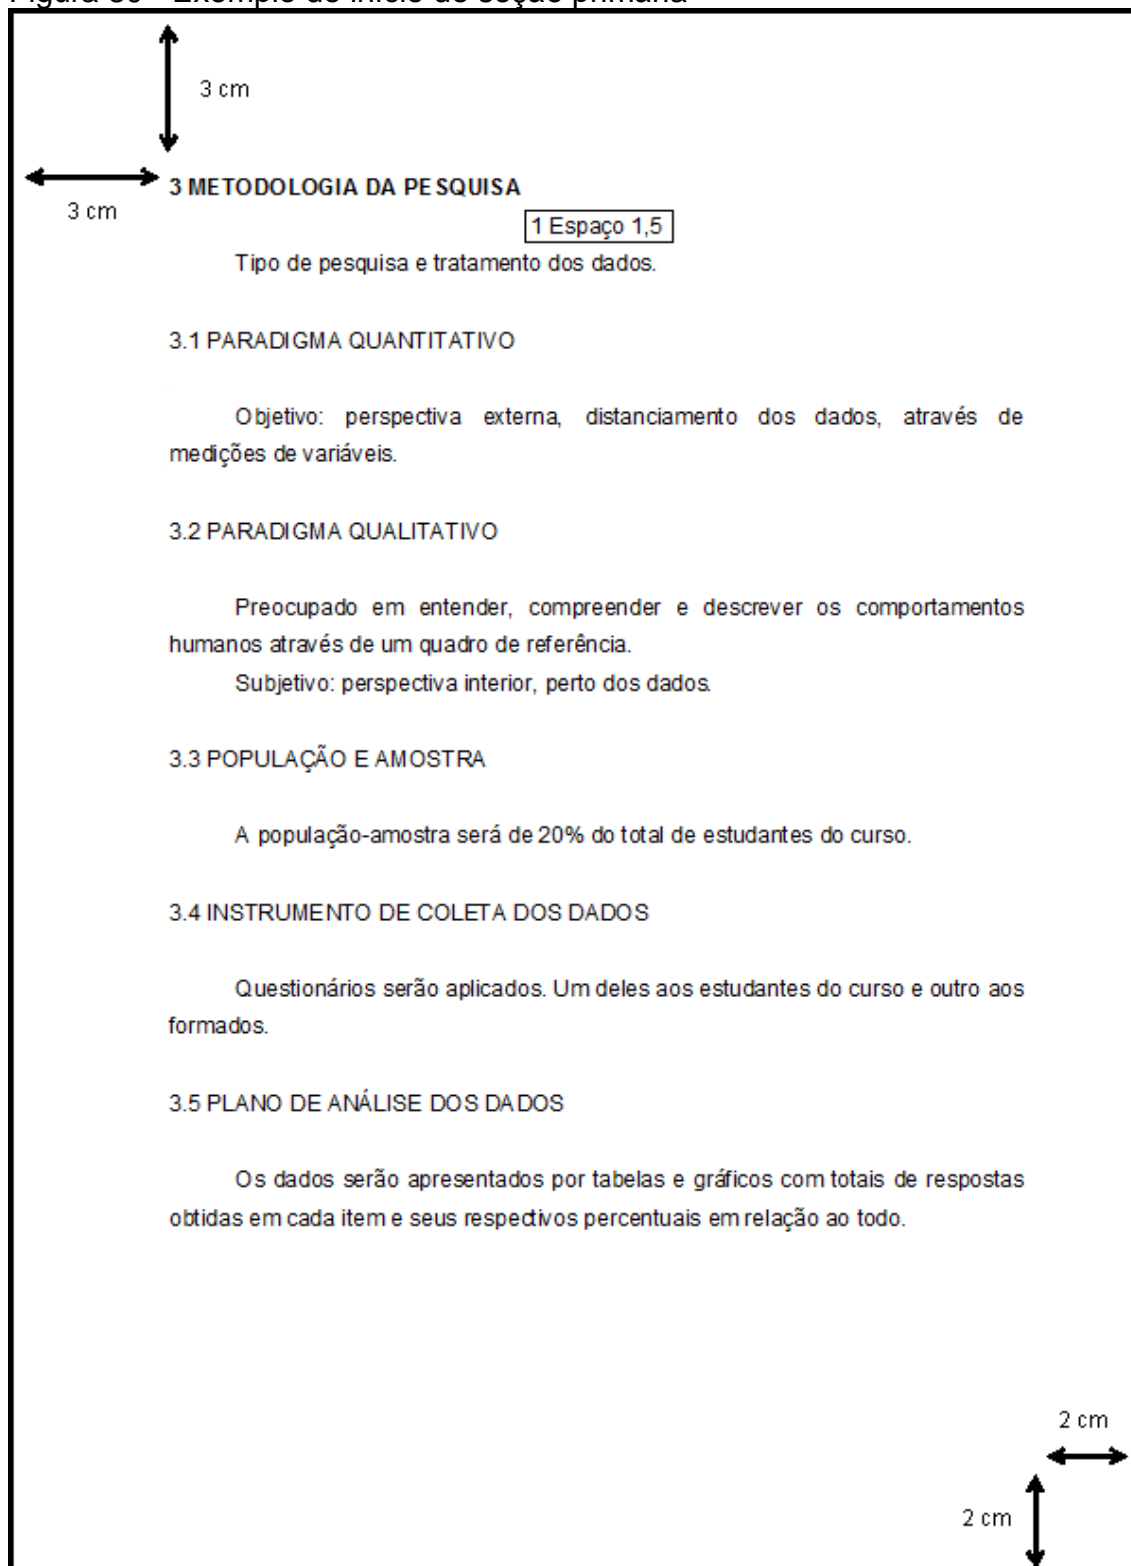 Exemplo de início de seção primária
3 cm
3 METODOLOGIA DA PESQUISA
3 cm
1 Espaço 1,5
Tipo de pesquisa e tratamento dos dados.
3.1 PARADIGMA QUANTITATIVO
Objetivo: perspectiva externa, distanciamento dos dados, através de
medições de variáveis.
3.2 PARADIGMA QUALITATIVO
Preocupado em entender, compreender e descrever os comportamentos
humanos através de um quadro de referência.
Subjetivo: perspectiva interior, perto dos dados.
3.3 POPULAÇÃO E AMOSTRA
A população-amostra será de 20% do total de estudantes do curso.
3.4 INSTRUMENTO DE COLETA DOS DADOS
Questionários serão aplicados. Um deles aos estudantes do curso e outro aos
formados.
3.5 PLANO DE ANÁLISE DOS DADOS
Os dados serão apresentados por tabelas e gráficos com totais de respostas
obtidas em cada item e seus respectivos percentuais em relação ao todo.
2 cm
2 cm